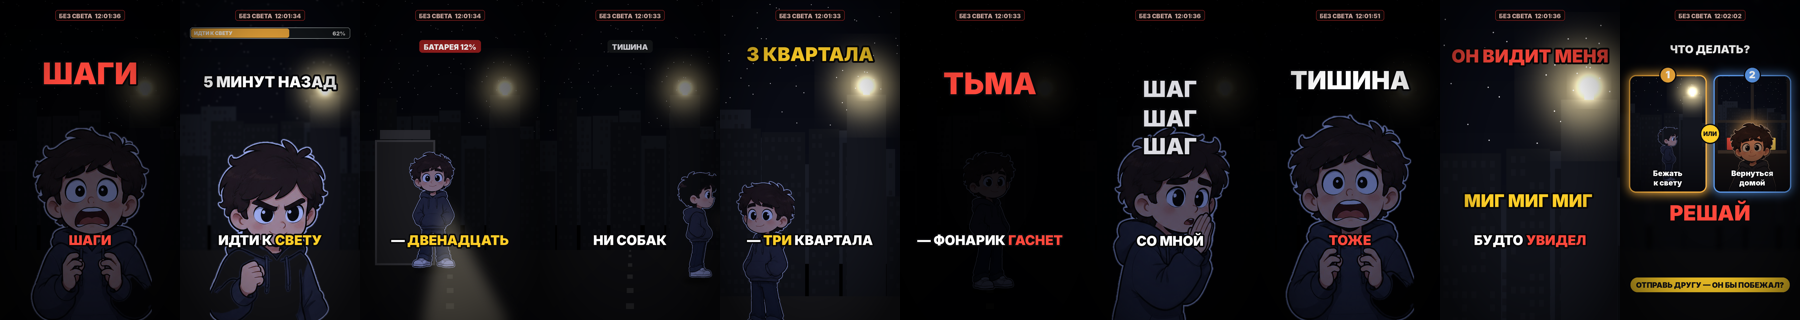 БЕЗ СВЕТА 12:01:36
ШАГИ
ШАГИ
БЕЗ СВЕТА 12:01:34
ИДТИ К СВЕТУ
62%
5 МИНУТ НАЗАД
ИДТИ К СВЕТУ
БЕЗ СВЕТА 12:01:34
БАТАРЕЯ 12%
— ДВЕНАДЦАТЬ
БЕЗ СВЕТА 12:01:33
ТИШИНА
НИ СОБАК
БЕЗ СВЕТА 12:01:33
3 КВАРТАЛА
— ТРИ КВАРТАЛА
БЕЗ СВЕТА 12:01:33
ТЬМА
— ФОНАРИК ГАСНЕТ
БЕЗ СВЕТА 12:01:36
ШАГ
ШАГ
ШАГ
СО МНОЙ
БЕЗ СВЕТА 12:01:51
ТИШИНА
ТОЖЕ
БЕЗ СВЕТА 12:01:36
ОН ВИДИТ МЕНЯ
МИГ МИГ МИГ
БУДТО УВИДЕЛ
БЕЗ СВЕТА 12:02:02
ЧТО ДЕЛАТЬ?
1
2
ИЛИ
Бежать
к свету
Вернуться
домой
РЕШАЙ
ОТПРАВЬ ДРУГУ — ОН БЫ ПОБЕЖАЛ?